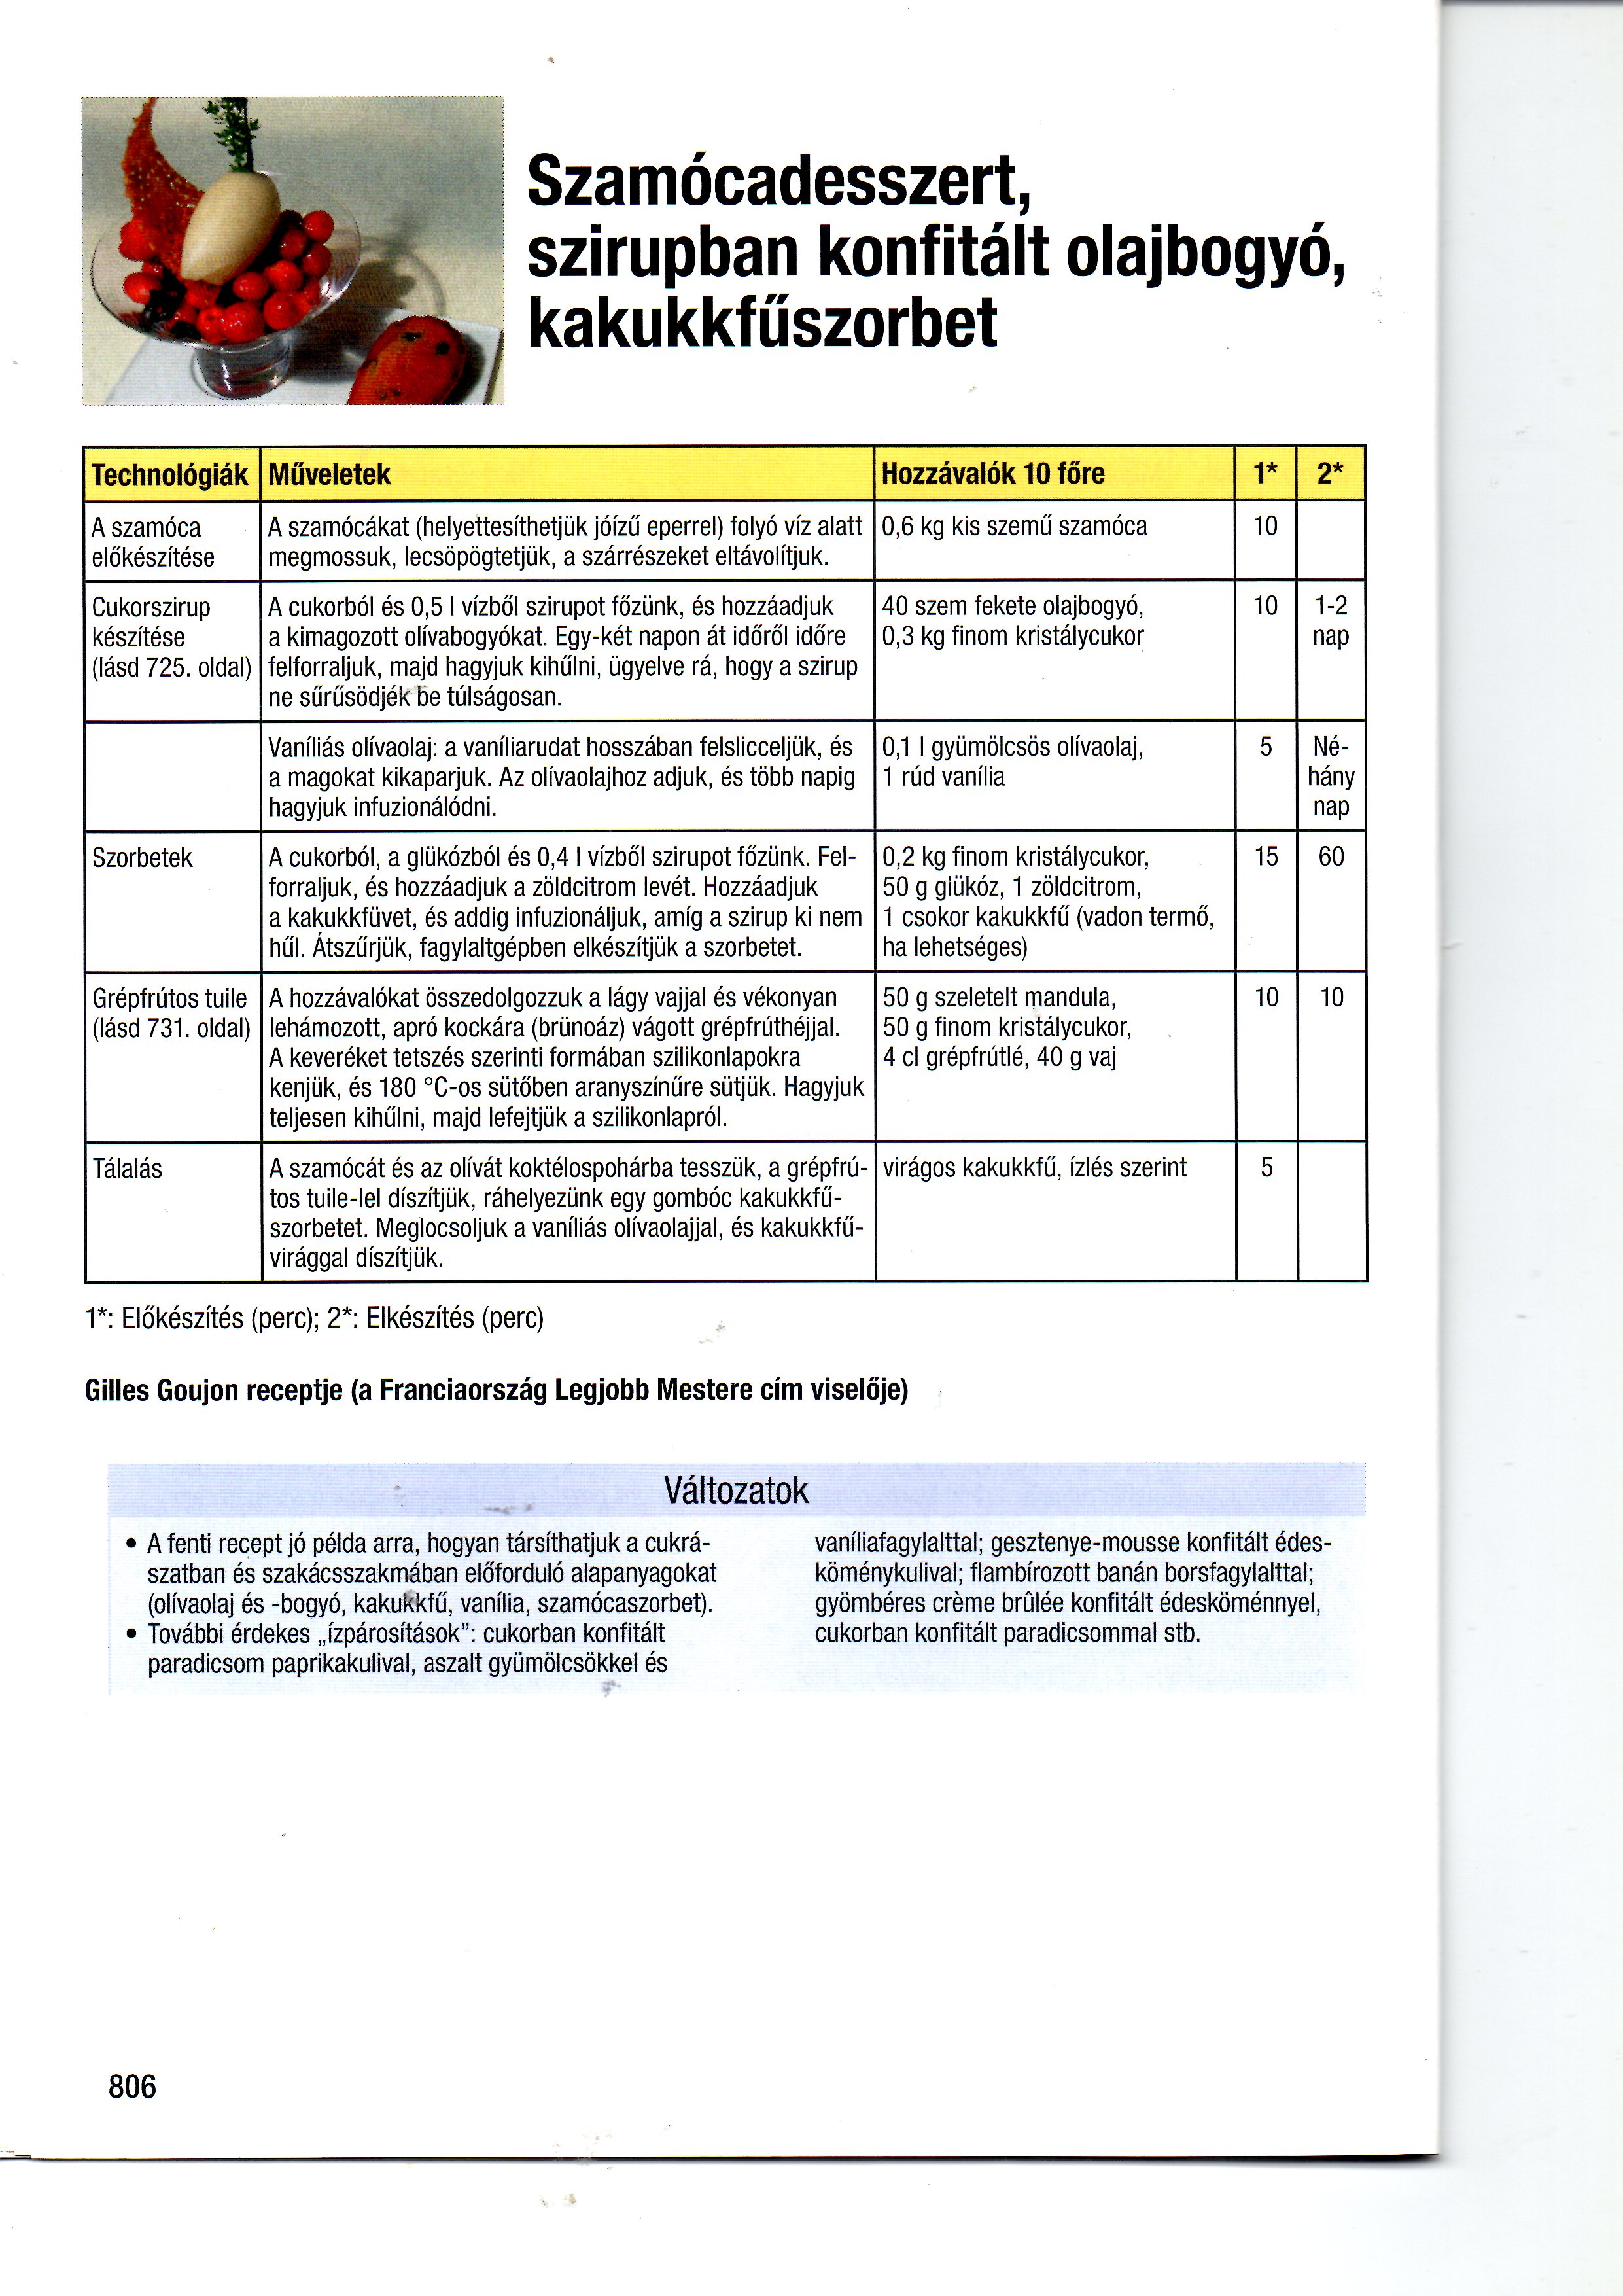 Szamócadesszert,
szirupban konfitált olajbogyó,
kakukkfűszorbet
Technológiák Műveletek Hozzávalók 10 főre 1* 2*
A szamóca
előkészítése
A szamócákat (helyettesíthetjük jóízű eperrel) folyó víz alatt
megmossuk, lecsöpögtetjük, a szárrészeket eltávolítjuk.
0,6 kg kis szemű szamóca
10
Cukorszirup
készítése
(lásd 725. oldal)
A cukorból és 0,5 l vízből szirupot főzünk, és hozzáadjuk
a kimagozott olívabogyókat. Egy-két napon át időről időre
felforraljuk, majd hagyjuk kihűlni, ügyelve rá, hogy a szirup
ne sűrűsödjék be túlságosan.
40 szem fekete olajbogyó,
0,3 kg finom kristálycukor
10
1-2
nap
Vaníliás olívaolaj: a vaníliarudat hosszában felslicceljük, és
a magokat kikaparjuk. Az olívaolajhoz adjuk, és több napig
hagyjuk infuzionálódni.
0,1 l gyümölcsös olívaolaj,
1 rúd vanília
5
Né-
hány
nap
Szorbetek
A cukorból, a glükózból és 0,4 l vízből szirupot főzünk. Fel-
forraljuk, és hozzáadjuk a zöldcitrom levét. Hozzáadjuk
a kakukkfüvet, és addig infuzionáljuk, amíg a szirup ki nem
hűl. Átszűrjük, fagylaltgépben elkészítjük a szorbetet.
0,2 kg finom kristálycukor,
50 g glükóz, 1 zöldcitrom,
1 csokor kakukkfű (vadon termő,
ha lehetséges)
15
60
Grépfrútos tuile
(lásd 731. oldal)
A hozzávalókat összedolgozzuk a lágy vajjal és vékonyan
lehámozott, apró kockára (brünoáz) vágott grépfrúthéjjal.
A keveréket tetszés szerinti formában szilikonlapokra
kenjük, és 180 °C-os sütőben aranyszínűre sütjük. Hagyjuk
teljesen kihűlni, majd lefejtjük a szilikonlapról.
50 g szeletelt mandula,
50 g finom kristálycukor,
4 cl grépfrútlé, 40 g vaj
10
10
Tálalás
A szamócát és az olívát koktélospohárba tesszük, a grépfrú-
tos tuile-lel díszítjük, ráhelyezünk egy gombóc kakukkfű-
szorbetet. Meglocsoljuk a vaníliás olívaolajjal, és kakukkfű-
virággal díszítjük.
virágos kakukkfű, ízlés szerint
5
1*: Előkészítés (perc); 2*: Elkészítés (perc)
Gilles Goujon receptje (a Franciaország Legjobb Mestere cím viselője)
Változatok
• A fenti recept jó példa arra, hogyan társíthatjuk a cukrá-
szatban és szakácsszakmában előforduló alapanyagokat
(olívaolaj és -bogyó, kakukkfű, vanília, szamócaszorbet).
• További érdekes „ízpárosítások”: cukorban konfitált
paradicsom paprikakulival, aszalt gyümölcsökkel és
vaníliafagylalttal; gesztenye-mousse konfitált édes-
köménykulival; flambírozott banán borsfagylalttal;
gyömbéres crème brûlée konfitált édesköménnyel,
cukorban konfitált paradicsommal stb.
806